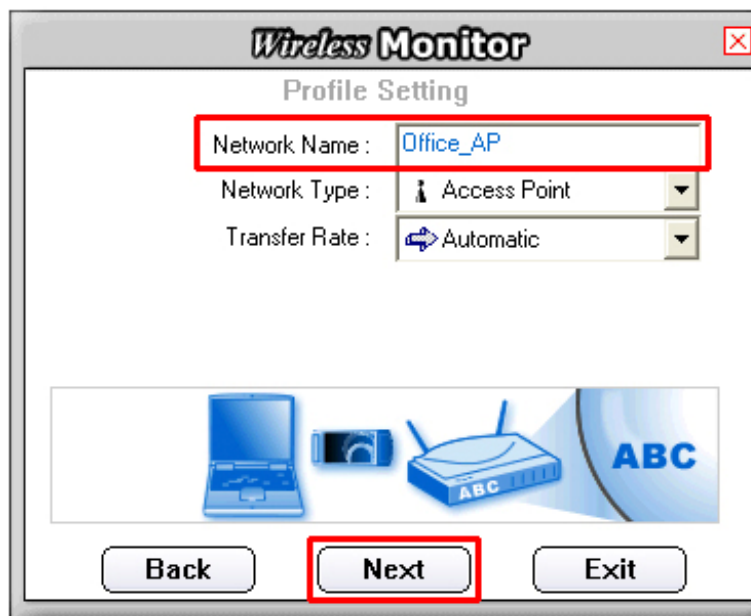 Wireless Monitor
Profile Setting
Network Name : Office_AP
Network Type : Access Point
Transfer Rate : Automatic
ABC
ABC
Back Next Exit